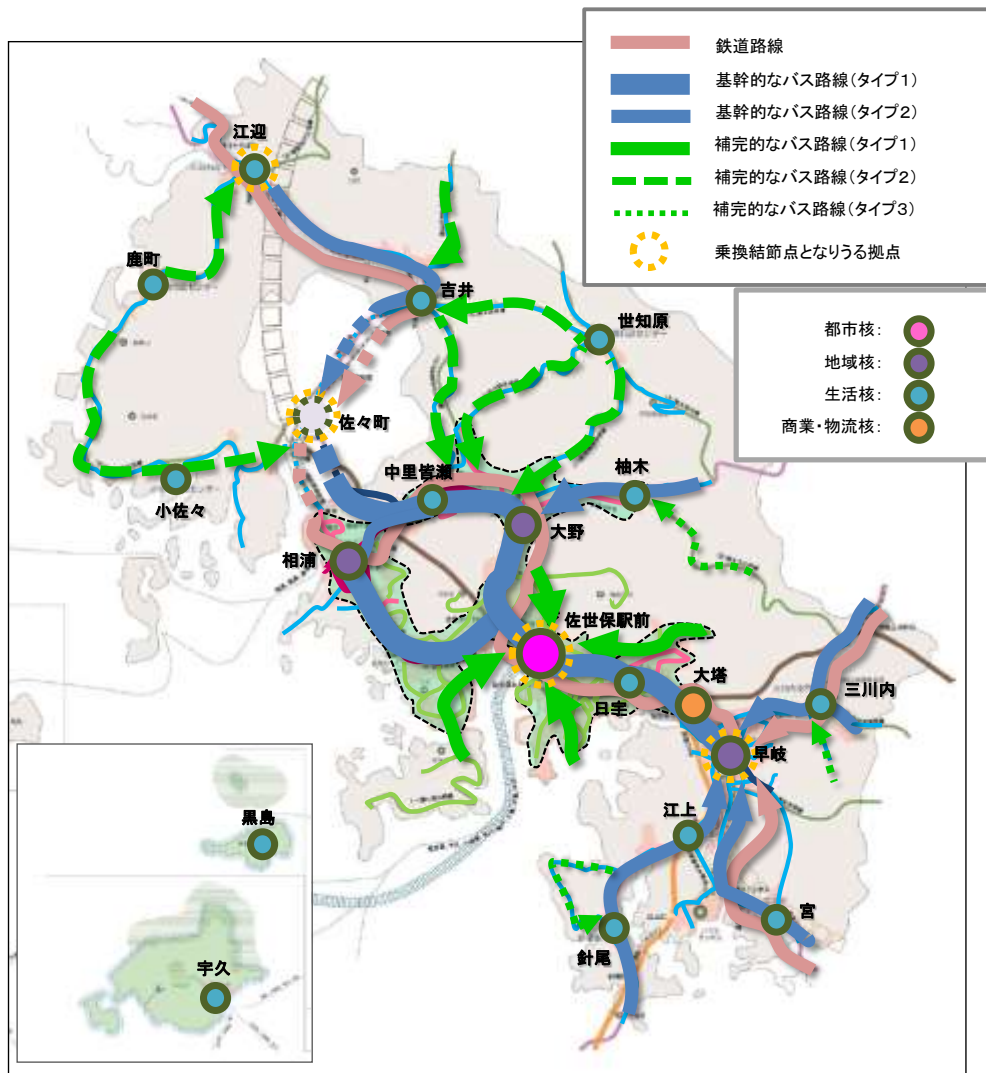 鉄道路線
基幹的なバス路線(タイプ1)
基幹的なバス路線(タイプ2)
補完的なバス路線(タイプ1)
補完的なバス路線(タイプ2)
補完的なバス路線(タイプ3)
乗換結節点となりうる拠点
都市核:
地域核:
生活核:
商業・物流核:
江迎
鹿町
吉井
世知原
佐々町
中里皆瀬
柚木
小佐々
大野
相浦
佐世保駅前
大塔
三川内
日宇
早岐
江上
黒島
宮
針尾
宇久